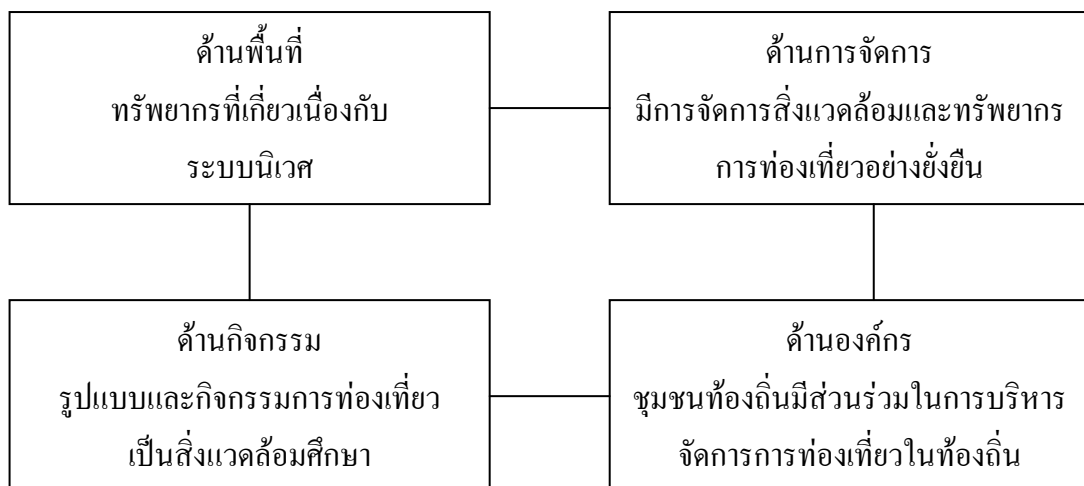 ด้านพื้นที่
ทรัพยากรที่เกี่ยวเนื่องกับ
ระบบนิเวศ
ด้านการจัดการ
มีการจัดการสิ่งแวดล้อมและทรัพยากร
การท่องเที่ยวอย่างยั่งยืน
ด้านกิจกรรม
รูปแบบและกิจกรรมการท่องเที่ยว
เป็นสิ่งแวดล้อมศึกษา
ด้านองค์กร
ชุมชนท้องถิ่นมีส่วนร่วมในการบริหาร
จัดการการท่องเที่ยวในท้องถิ่น